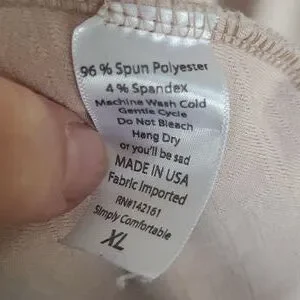 96 % Spun Polyester
4 % Spandex
Machine Wash Cold
Gentle Cycle
Do Not Bleach
Hang Dry
or you'll be sad
MADE IN USA
Fabric Imported
RN#142161
Simply Comfortable
XL